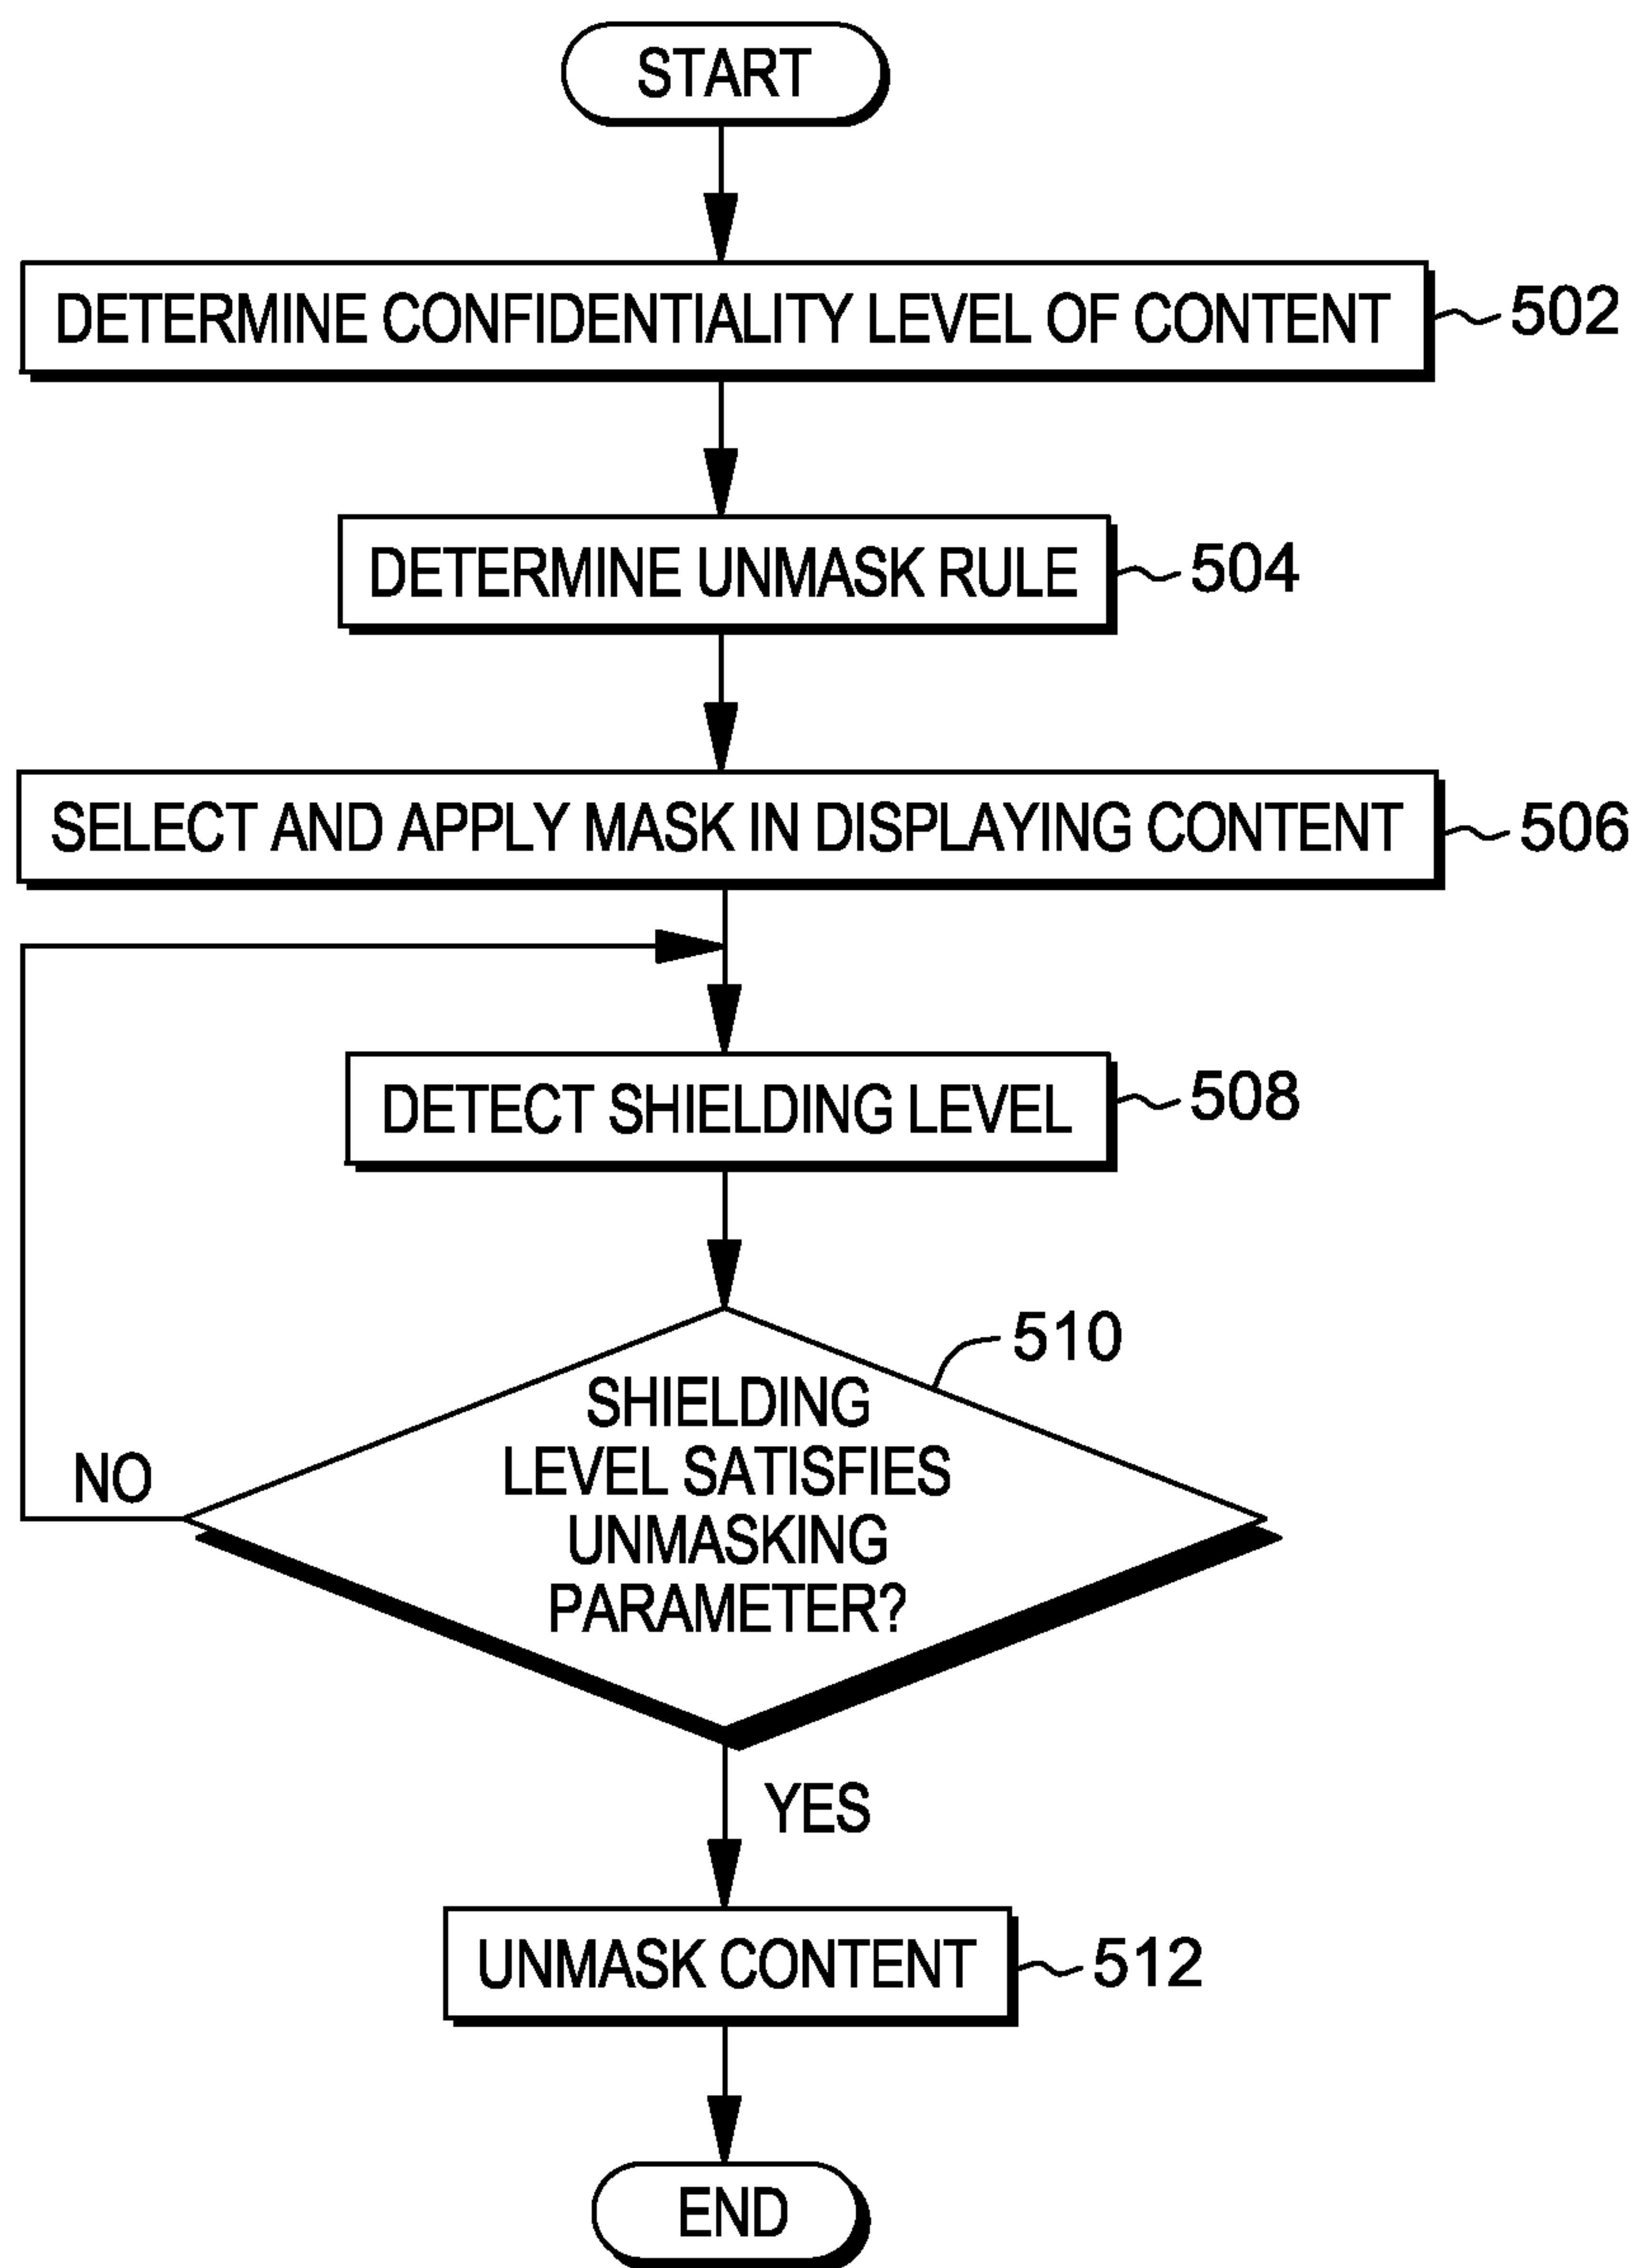 START
DETERMINE CONFIDENTIALITY LEVEL OF CONTENT
502
DETERMINE UNMASK RULE
504
SELECT AND APPLY MASK IN DISPLAYING CONTENT
506
DETECT SHIELDING LEVEL
508
510
SHIELDING
LEVEL SATISFIES
UNMASKING
PARAMETER?
NO
YES
UNMASK CONTENT
512
END